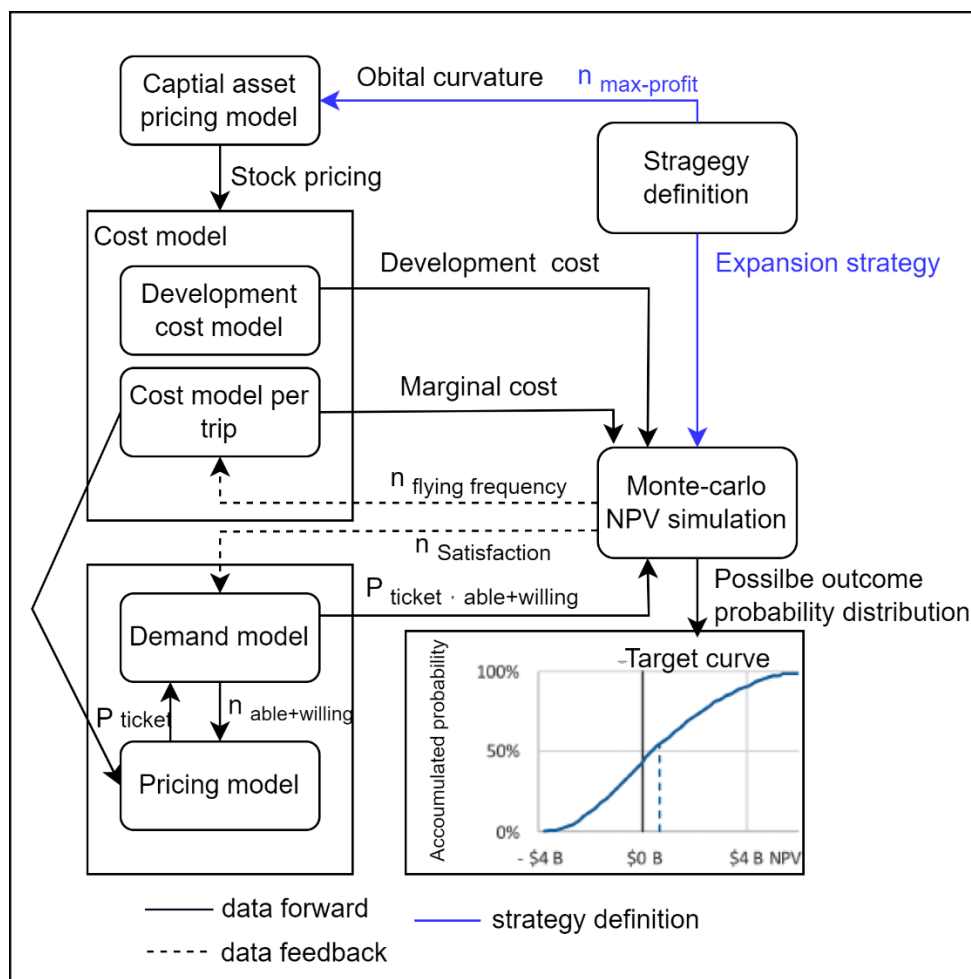 Obital curvature
n max-profit
Captial asset
pricing model
Stragegy
definition
Stock pricing
Cost model
Development cost
Expansion strategy
Development
cost model
Marginal cost
Cost model per
trip
n flying frequency
Monte-carlo
NPV simulation
n Satisfaction
P ticket · able+willing
Possilbe outcome
probability distribution
Demand model
Target curve
Accoumulated probability
100%
50%
0%
- $4 B
$0 B
$4 B NPV
P ticket
n able+willing
Pricing model
data forward
strategy definition
data feedback